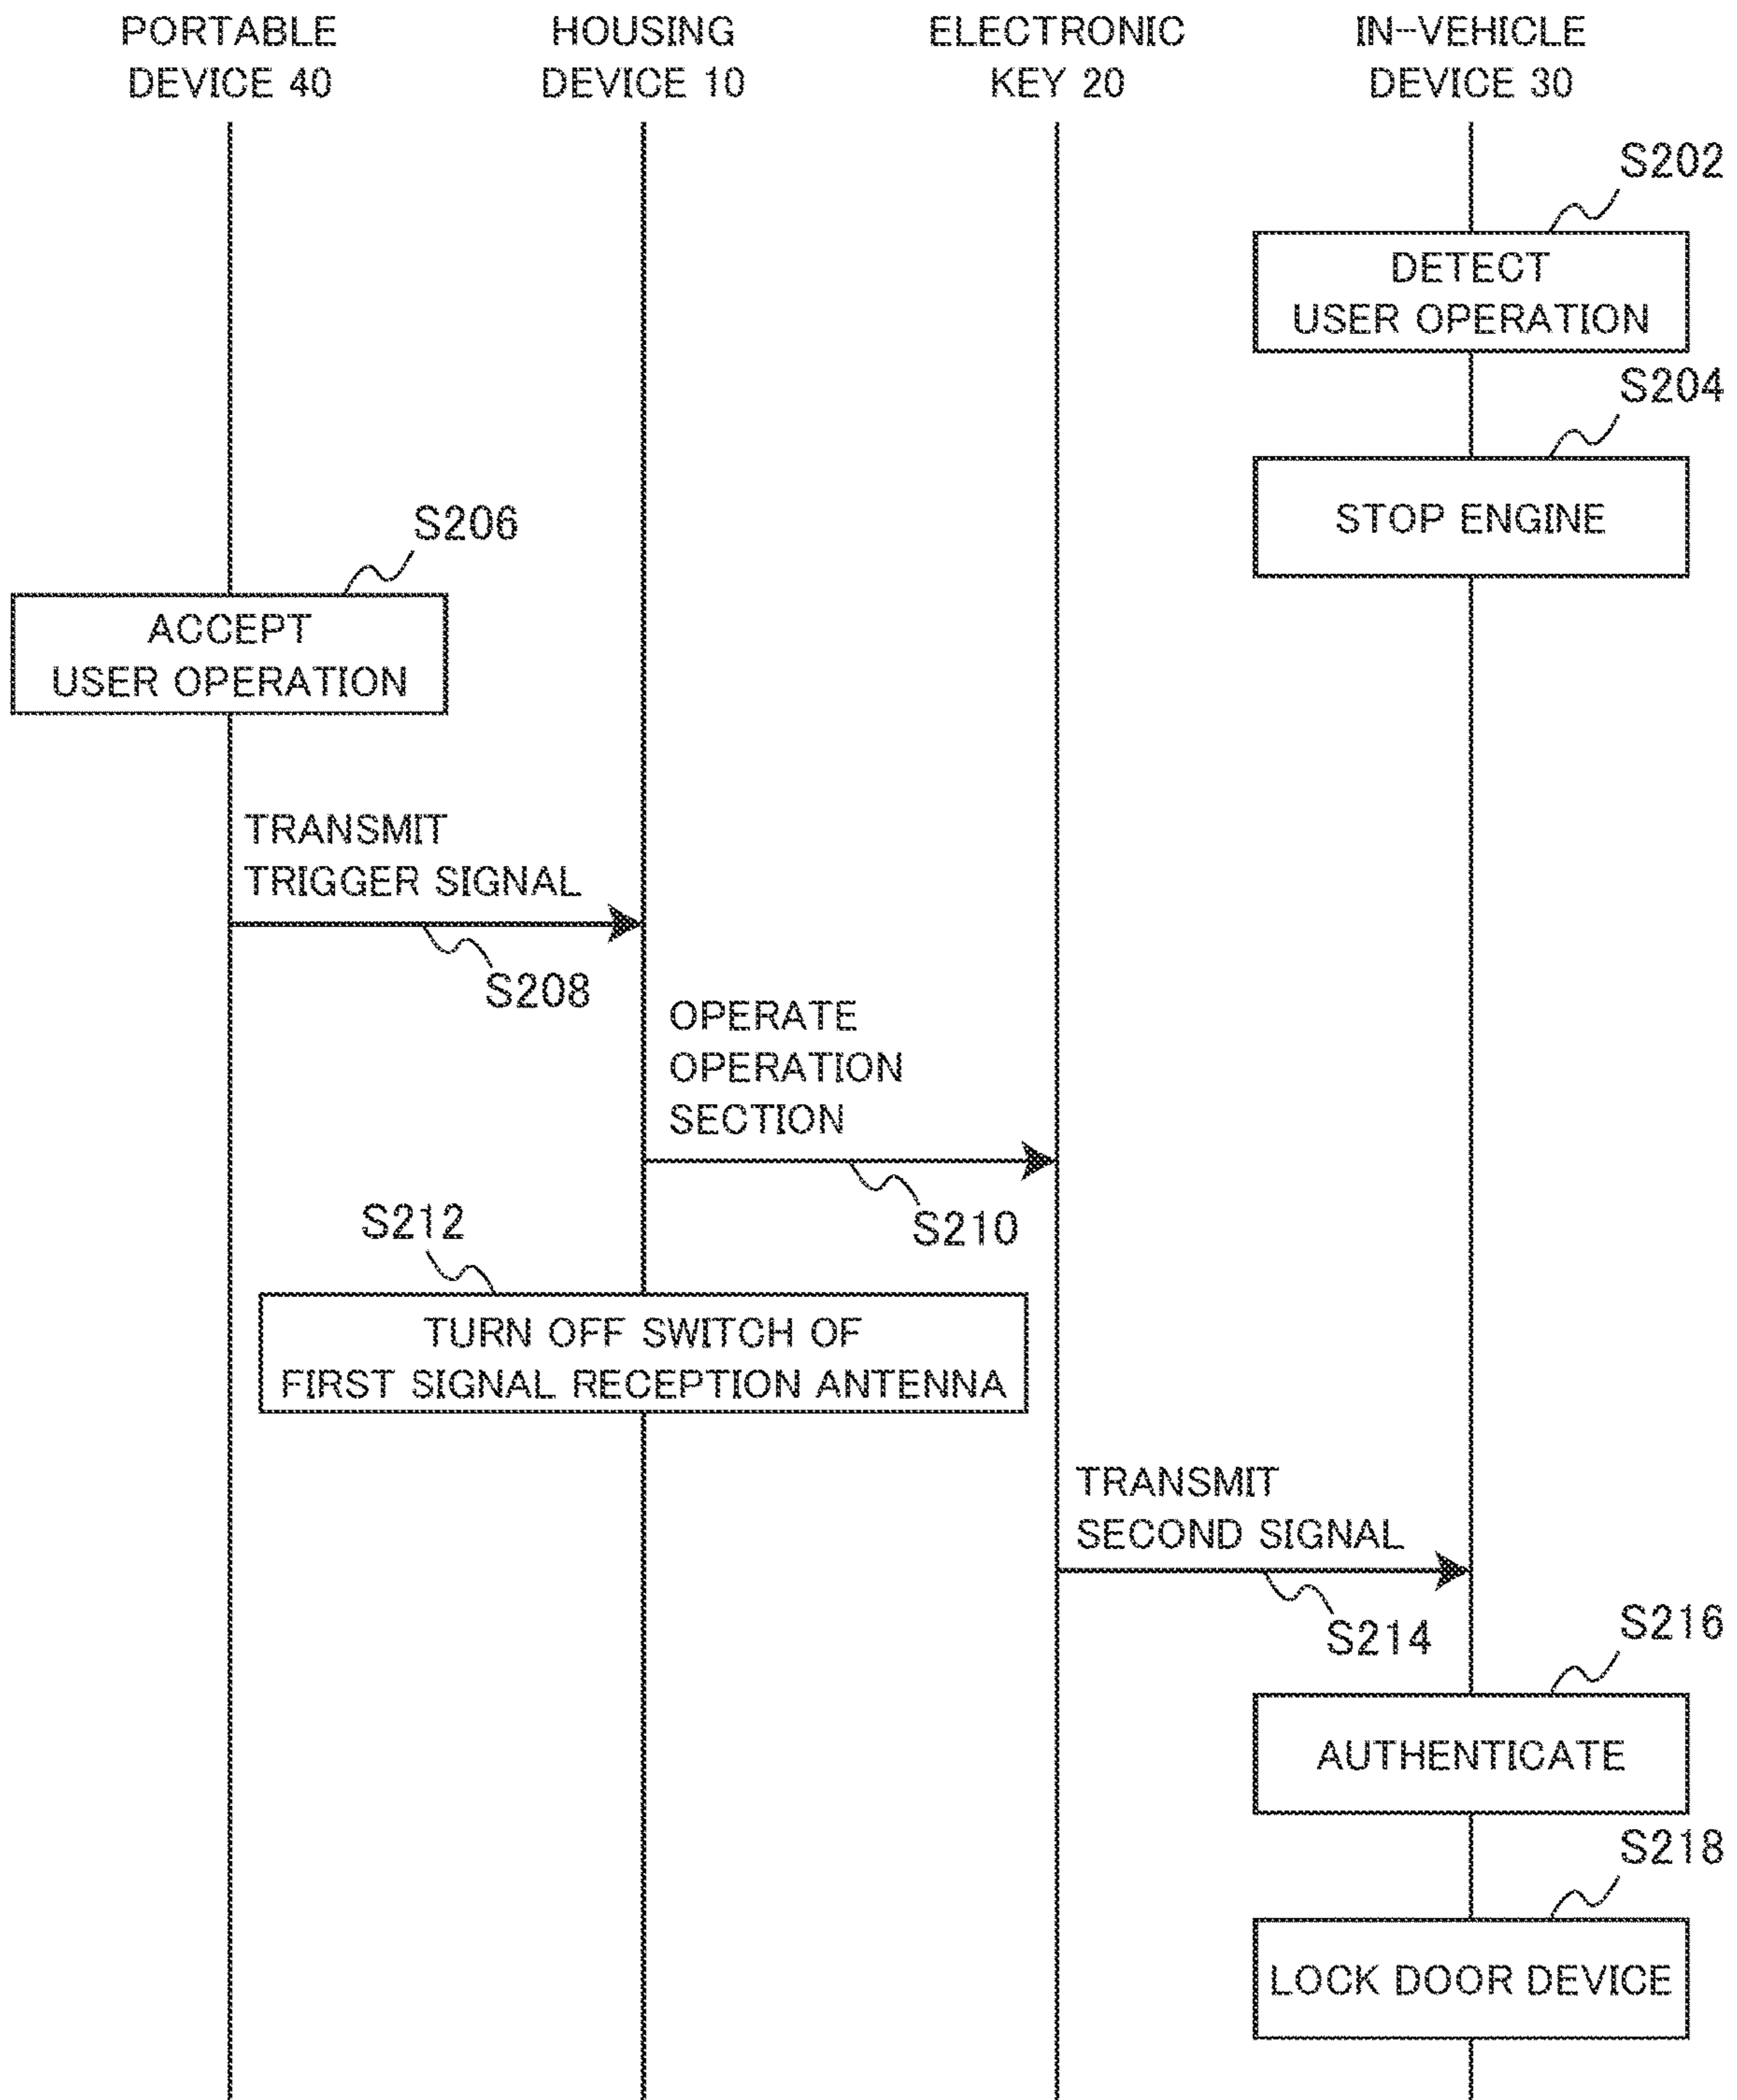 PORTABLE
DEVICE 40
HOUSING
DEVICE 10
ELECTRONIC
KEY 20
IN-VEHICLE
DEVICE 30
S202
DETECT
USER OPERATION
S204
STOP ENGINE
S206
ACCEPT
USER OPERATION
TRANSMIT
TRIGGER SIGNAL
S208
OPERATE
OPERATION
SECTION
S210
S212
TURN OFF SWITCH OF
FIRST SIGNAL RECEPTION ANTENNA
TRANSMIT
SECOND SIGNAL
S214
S216
AUTHENTICATE
S218
LOCK DOOR DEVICE